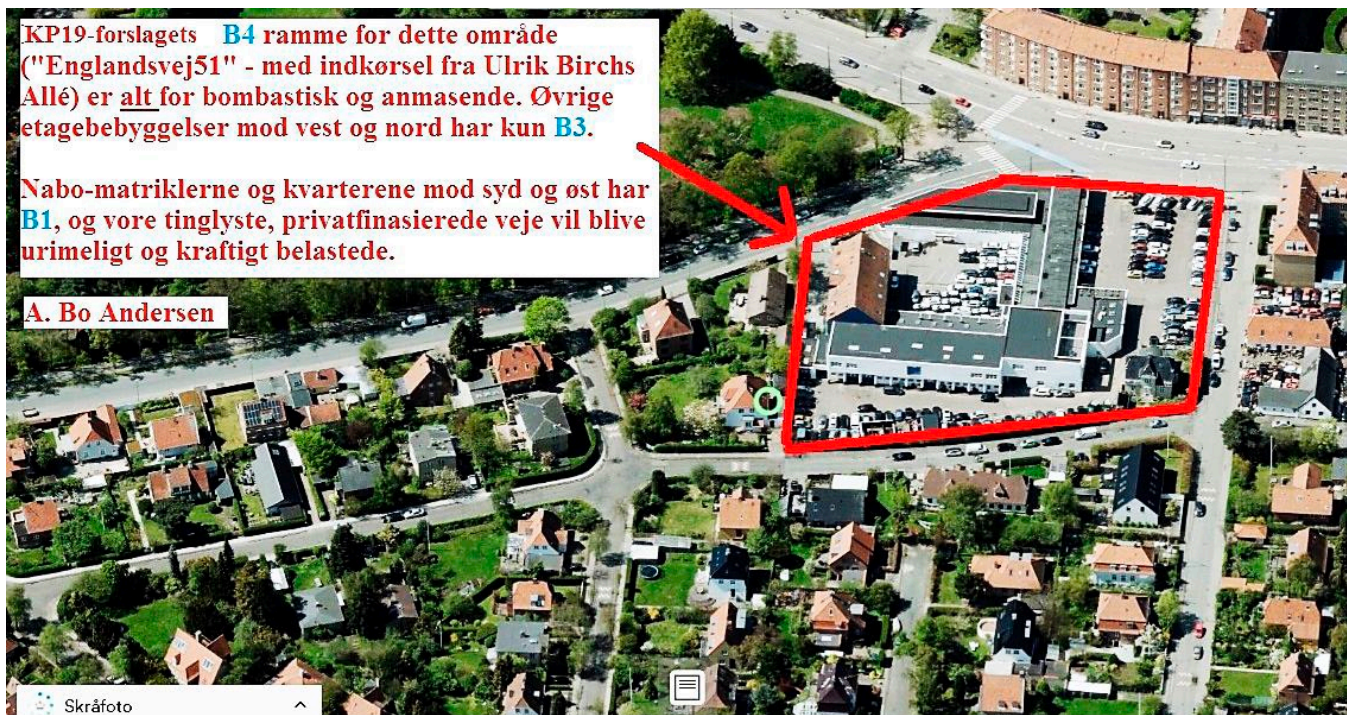 KP19-forslagets B4 ramme for dette område
("Englandsvej51" - med indkørsel fra Ulrik Birchs
Allé) er alt for bombastisk og anmasende. Øvrige
etagebebyggelser mod vest og nord har kun B3.
Nabo-matriklerne og kvarterene mod syd og øst har
B1, og vore tinglyste, privatfinasierede veje vil blive
urimeligt og kraftigt belastede.
A. Bo Andersen
Skråfoto